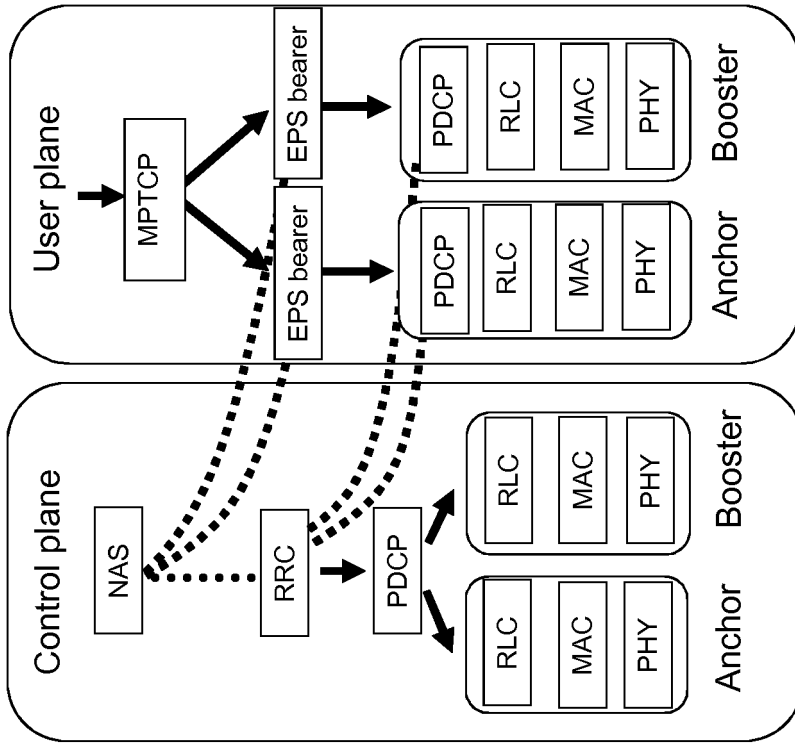 Control plane
NAS
RRC
PDCP
RLC
MAC
PHY
Anchor
RLC
MAC
PHY
Booster
User plane
MPTCP
EPS bearer
EPS bearer
PDCP
RLC
MAC
PHY
Anchor
PDCP
RLC
MAC
PHY
Booster